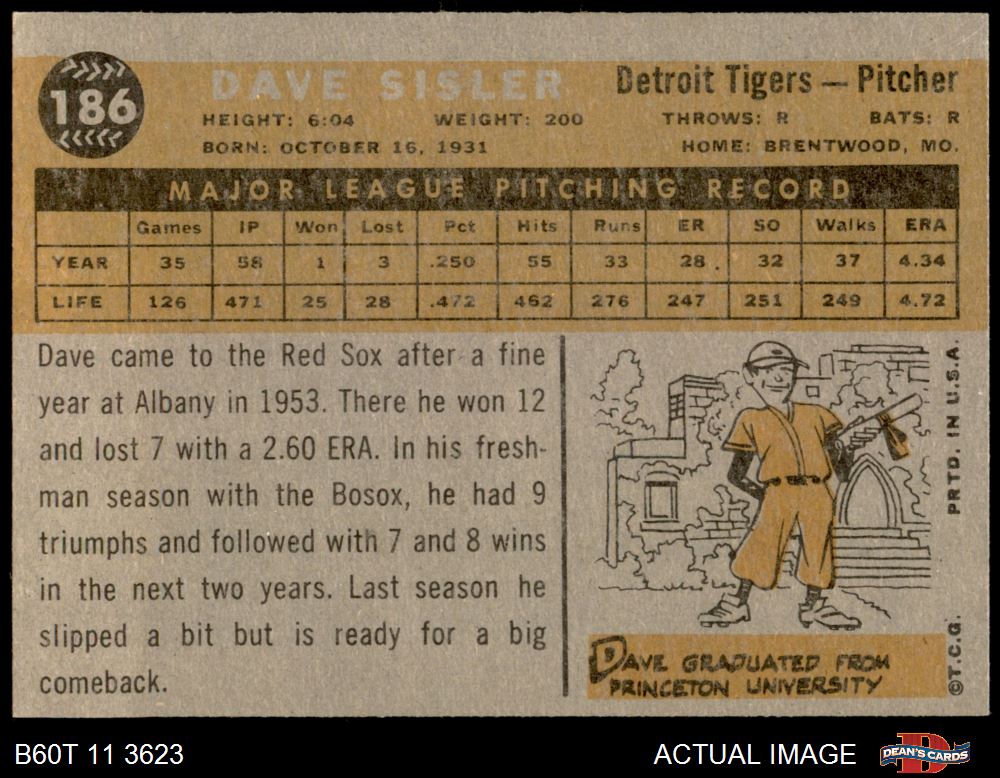 186
DAVE SISLER
Detroit Tigers — Pitcher
HEIGHT: 6:04 WEIGHT: 200 THROWS: R BATS: R
BORN: OCTOBER 16, 1931 HOME: BRENTWOOD, MO.
MAJOR LEAGUE PITCHING RECORD
Games IP Won Lost Pct Hits Runs ER SO Walks ERA
YEAR 35 58 1 3 .250 55 33 28 32 37 4.34
LIFE 126 471 25 28 .472 462 276 247 251 249 4.72
Dave came to the Red Sox after a fine
year at Albany in 1953. There he won 12
and lost 7 with a 2.60 ERA. In his fresh-
man season with the Bosox, he had 9
triumphs and followed with 7 and 8 wins
in the next two years. Last season he
slipped a bit but is ready for a big
comeback.
DAVE GRADUATED FROM
PRINCETON UNIVERSITY
©T.C.G. PRTD. IN U.S.A.
B60T 11 3623
ACTUAL IMAGE
DEAN'S CARDS